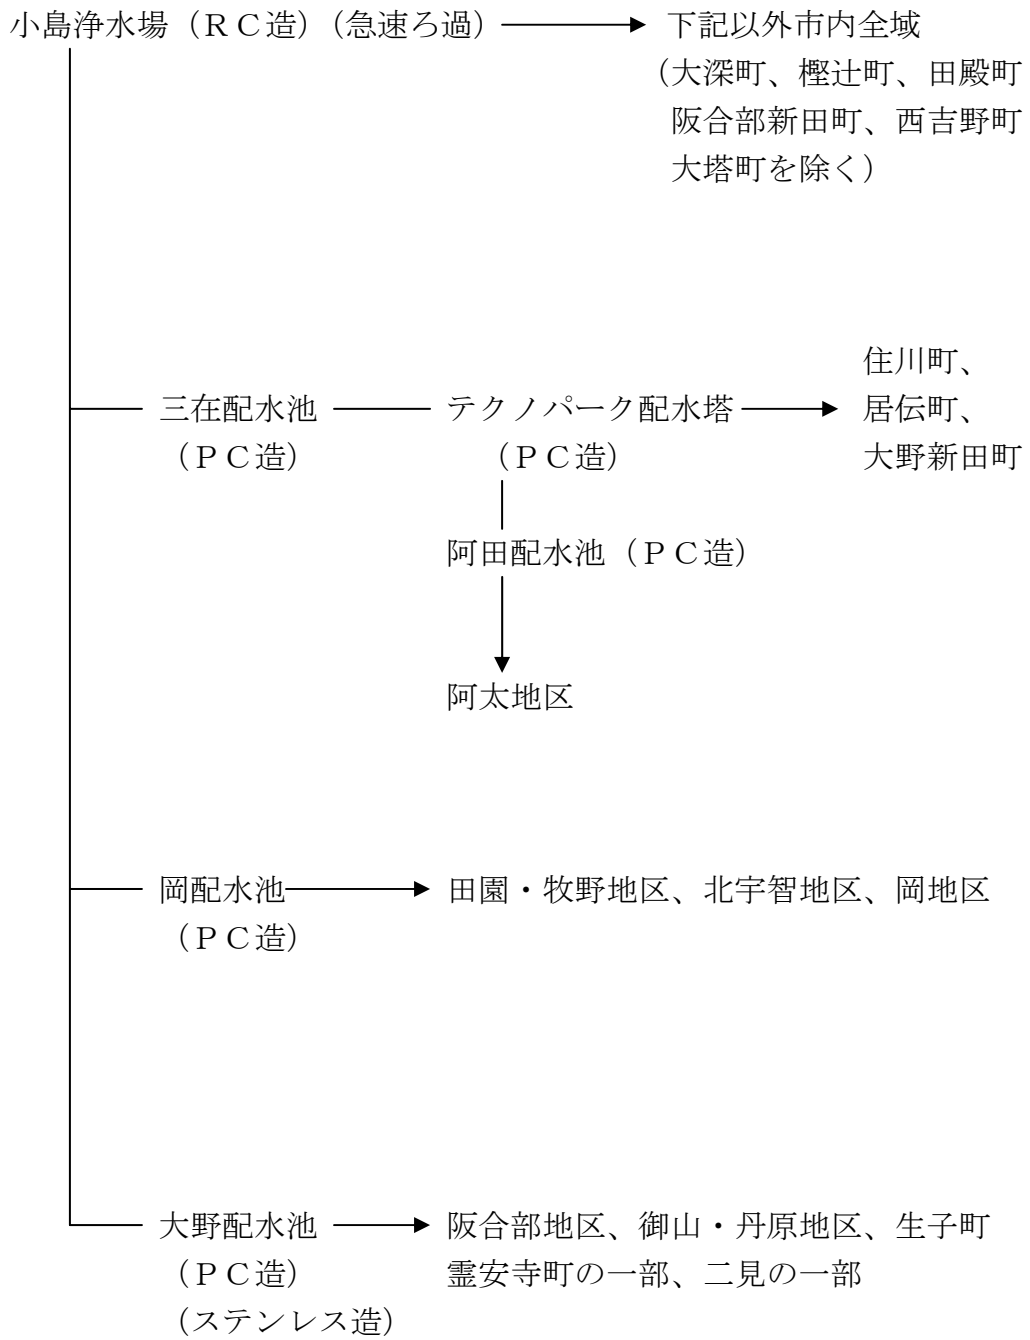 小島浄水場（ＲＣ造）（急速ろ過）
下記以外市内全域
（大深町、樫辻町、田殿町
阪合部新田町、西吉野町
大塔町を除く）
三在配水池
（ＰＣ造）
テクノパーク配水塔
（ＰＣ造）
住川町、
居伝町、
大野新田町
阿田配水池（ＰＣ造）
阿太地区
岡配水池
（ＰＣ造）
田園・牧野地区、北宇智地区、岡地区
大野配水池
（ＰＣ造）
（ステンレス造）
阪合部地区、御山・丹原地区、生子町
霊安寺町の一部、二見の一部